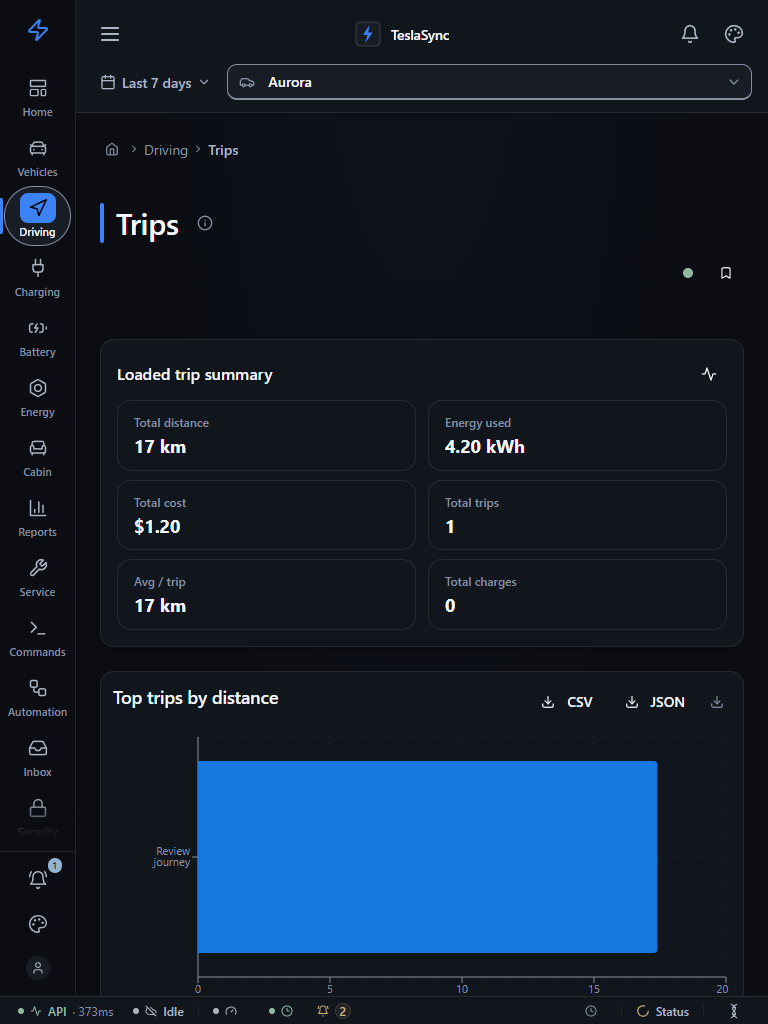 TeslaSync
Last 7 days
Aurora
Home
Vehicles
Driving
Charging
Battery
Energy
Cabin
Reports
Service
Commands
Automation
Inbox
Security
1
Driving > Trips
Trips
Loaded trip summary
Total distance
17 km
Energy used
4.20 kWh
Total cost
$1.20
Total trips
1
Avg / trip
17 km
Total charges
0
Top trips by distance
CSV
JSON
Review
journey
0 5 10 15 20
API · 373ms
Idle
2
Status